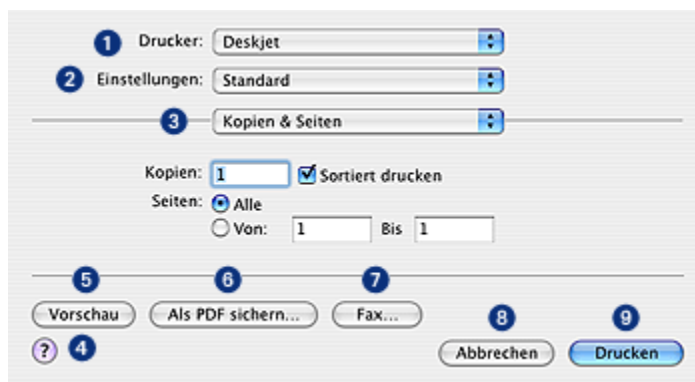 1 Drucker: Deskjet
2 Einstellungen: Standard
3 Kopien & Seiten
Kopien: 1 Sortiert drucken
Seiten: Alle
Von: 1 Bis 1
5 6 7
Vorschau Als PDF sichern... Fax... 8 9
? 4 Abbrechen Drucken